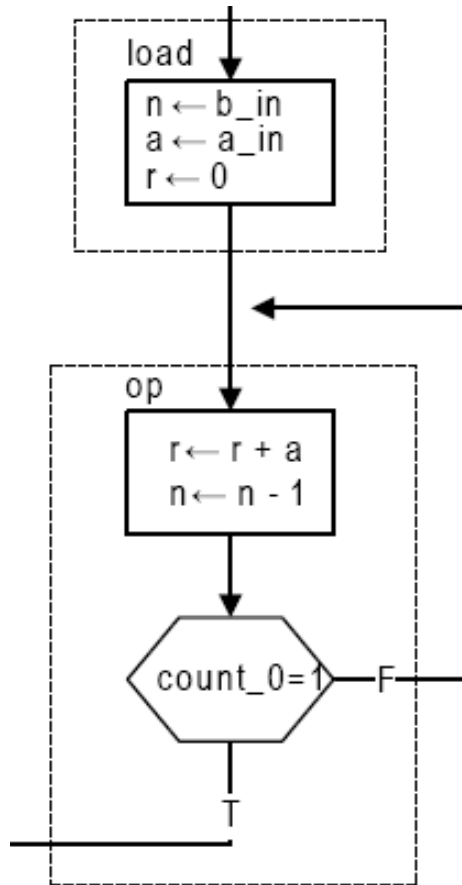 load
n ← b_in
a ← a_in
r ← 0
op
r ← r + a
n ← n - 1
count_0=1
F
T